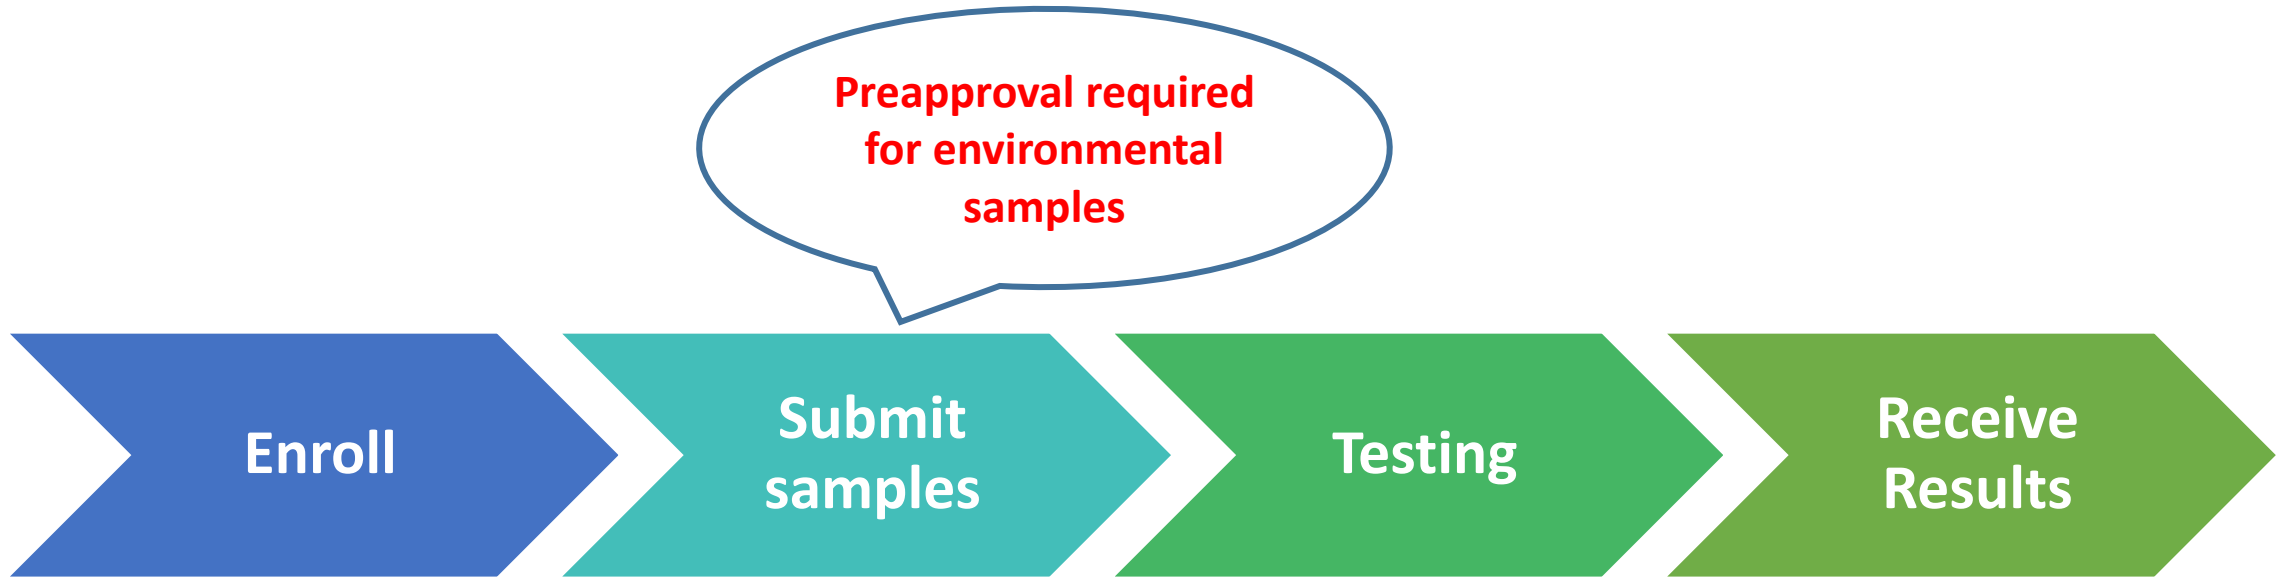 Preapproval required
for environmental
samples
Enroll
Submit
samples
Testing
Receive
Results